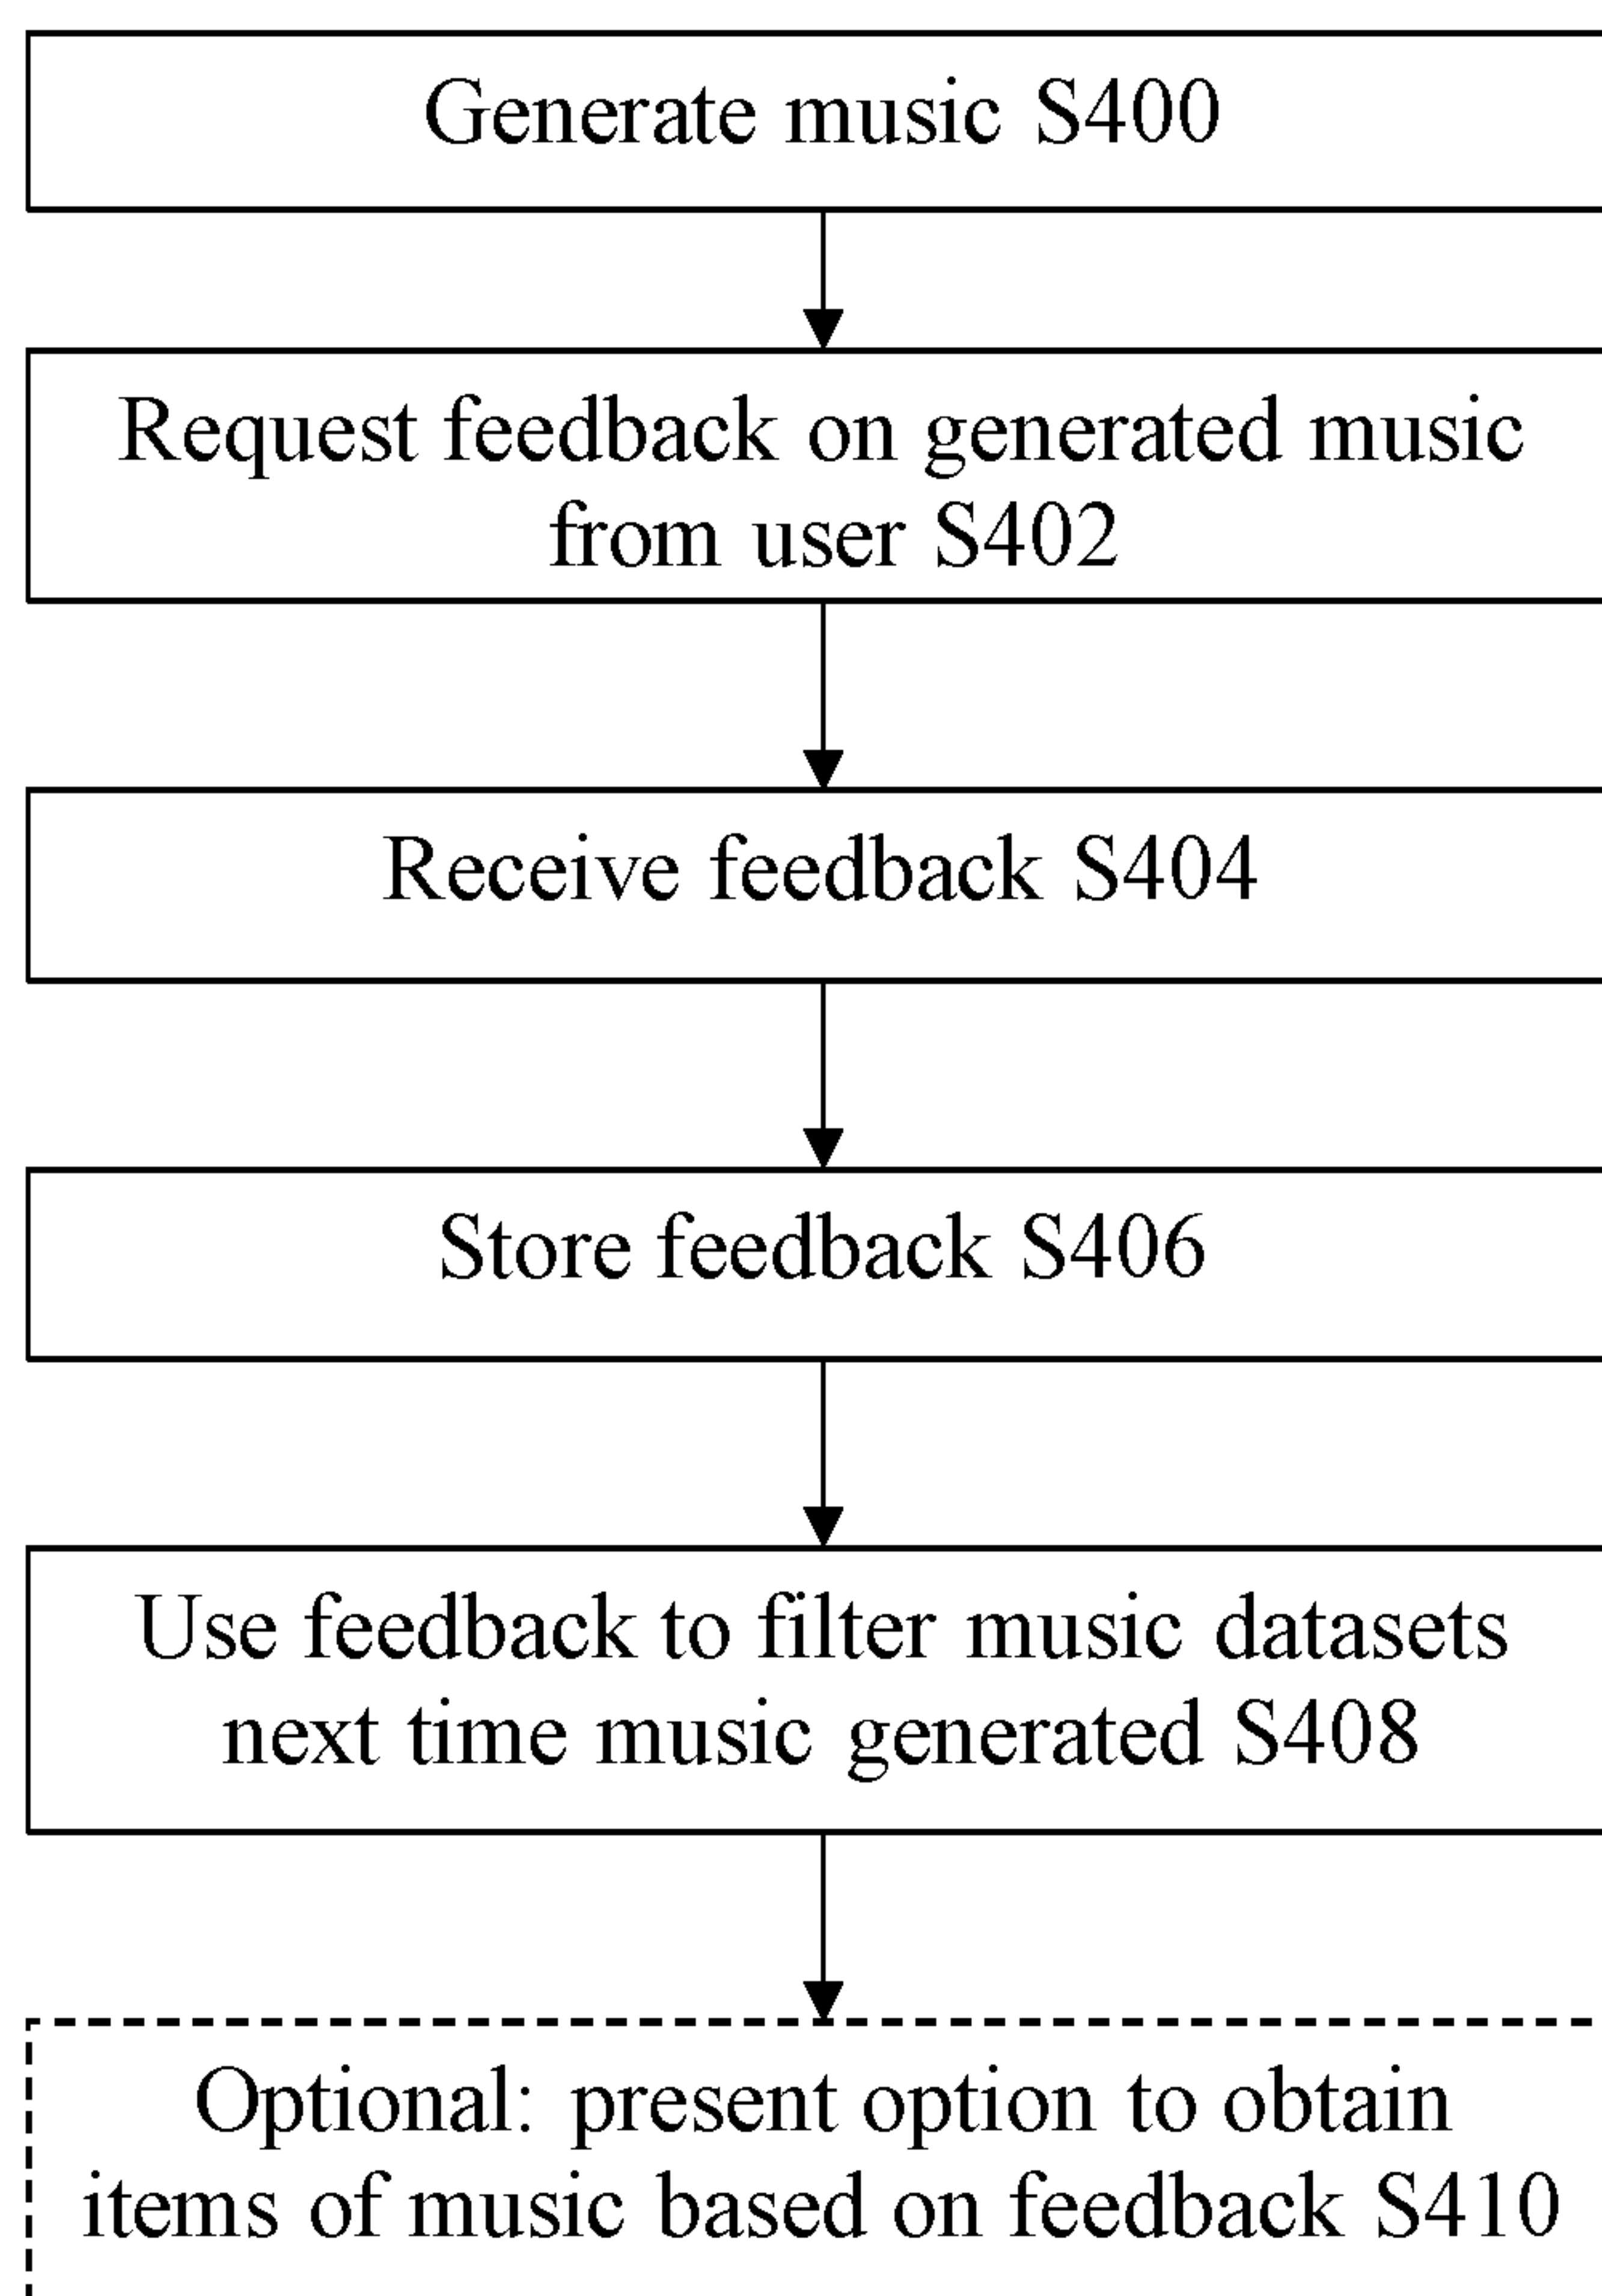 Generate music S400
Request feedback on generated music
from user S402
Receive feedback S404
Store feedback S406
Use feedback to filter music datasets
next time music generated S408
Optional: present option to obtain
items of music based on feedback S410